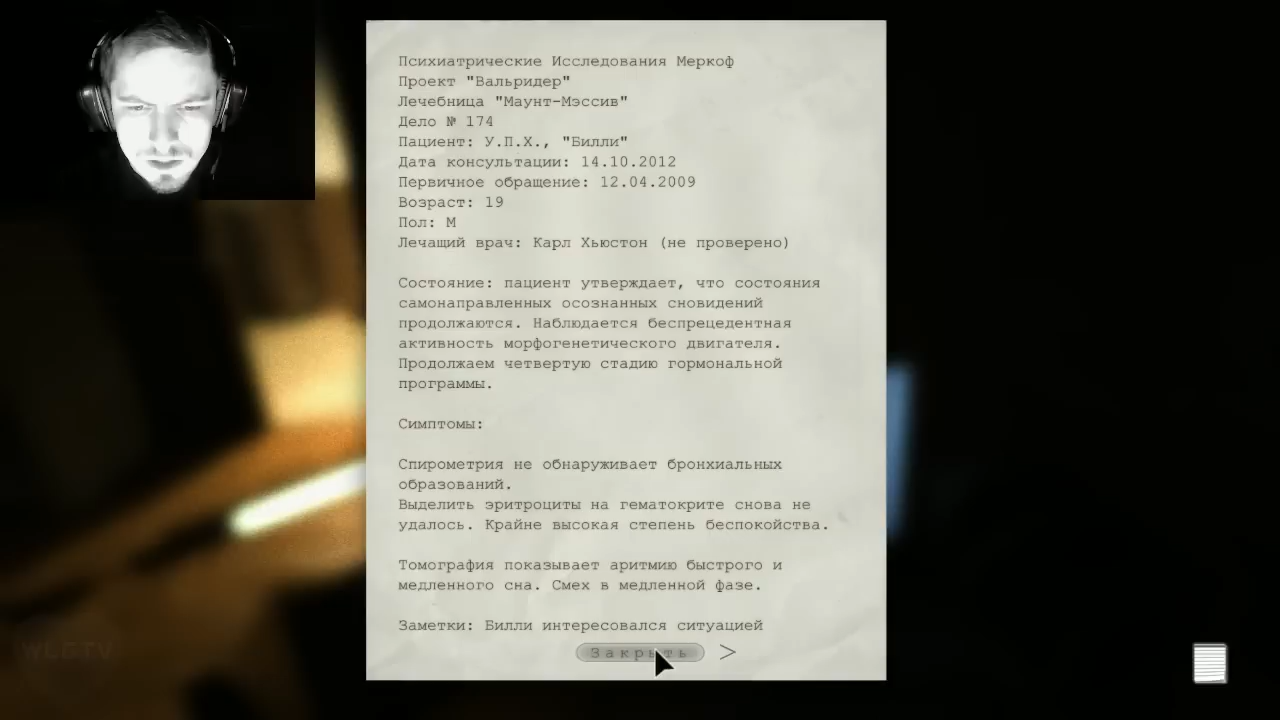 Психиатрические Исследования Меркоф
Проект "Вальридер"
Лечебница "Маунт-Мэссив"
Дело № 174
Пациент: У.П.Х., "Билли"
Дата консультации: 14.10.2012
Первичное обращение: 12.04.2009
Возраст: 19
Пол: М
Лечащий врач: Карл Хьюстон (не проверено)
Состояние: пациент утверждает, что состояния
самонаправленных осознанных сновидений
продолжаются. Наблюдается беспрецедентная
активность морфогенетического двигателя.
Продолжаем четвертую стадию гормональной
программы.
Симптомы:
Спирометрия не обнаруживает бронхиальных
образований.
Выделить эритроциты на гематокрите снова не
удалось. Крайне высокая степень беспокойства.
Томография показывает аритмию быстрого и
медленного сна. Смех в медленной фазе.
Заметки: Билли интересовался ситуацией
Закрыть >
WLGTV